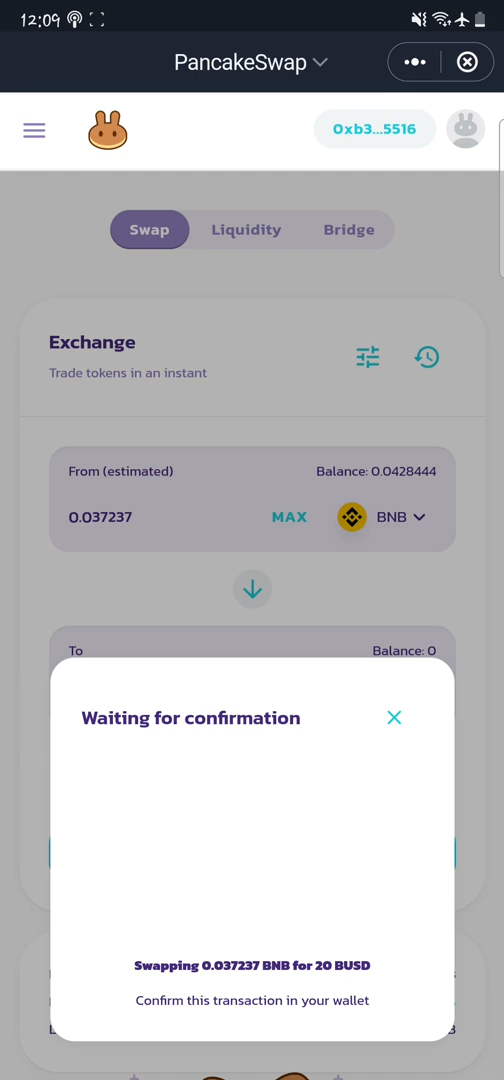 12:09
PancakeSwap
0xb3...5516
Swap Liquidity Bridge
Exchange
Trade tokens in an instant
From (estimated) Balance: 0.0428444
0.037237 MAX BNB
To Balance: 0
Waiting for confirmation
Swapping 0.037237 BNB for 20 BUSD
Confirm this transaction in your wallet